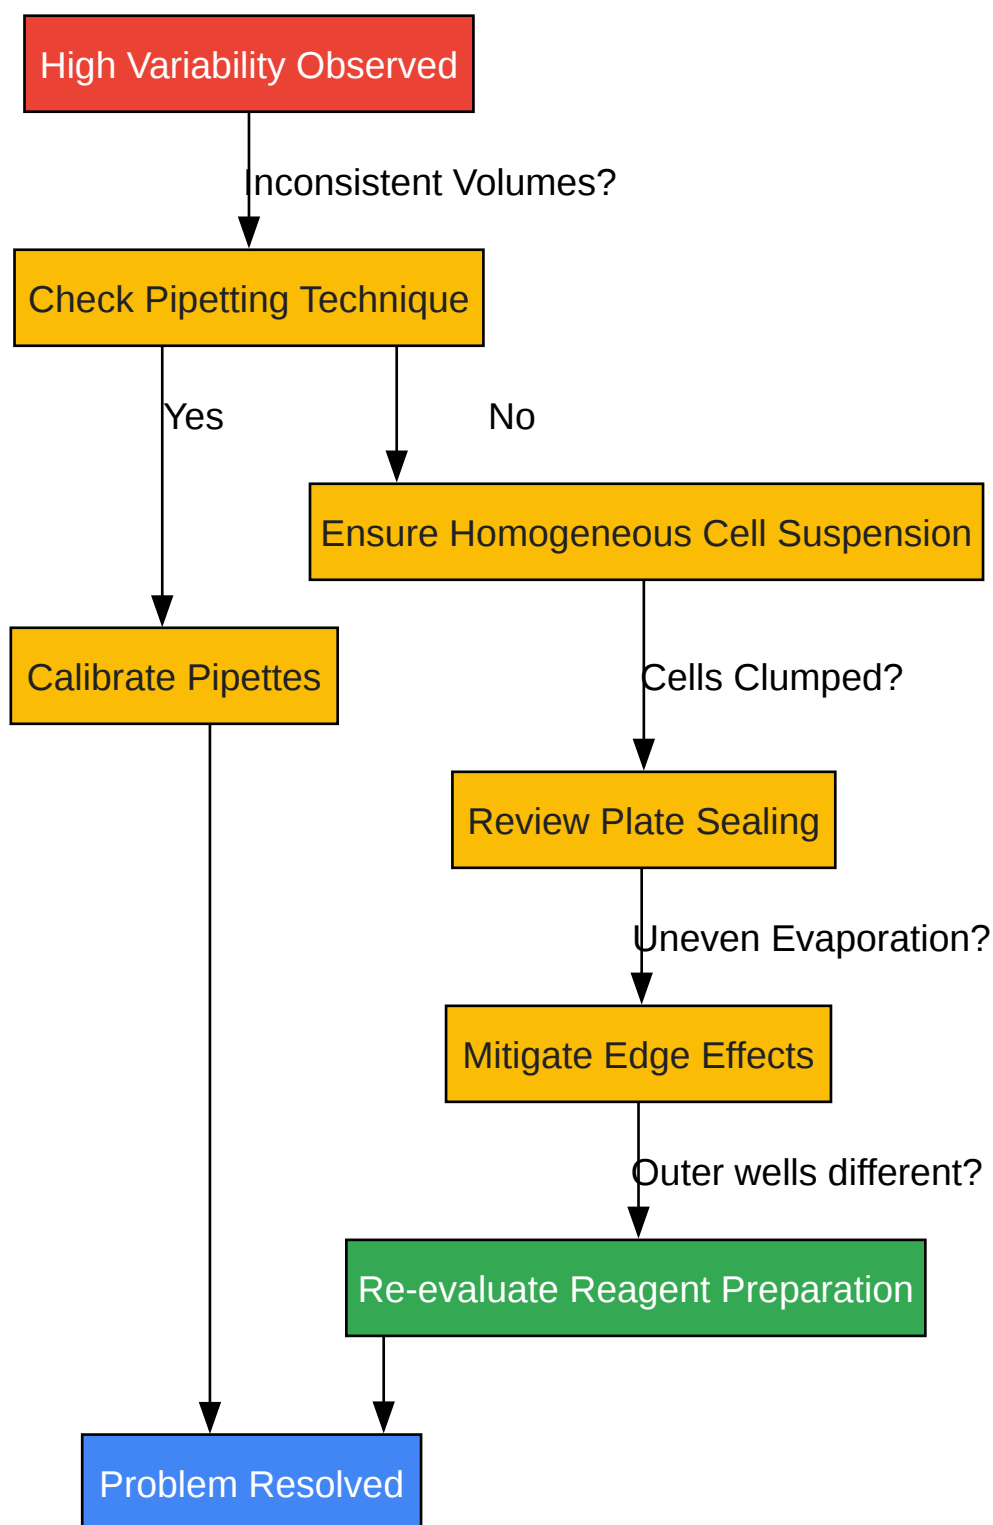 High Variability Observed
Inconsistent Volumes?
Check Pipetting Technique
Yes
No
Ensure Homogeneous Cell Suspension
Calibrate Pipettes
Cells Clumped?
Review Plate Sealing
Uneven Evaporation?
Mitigate Edge Effects
Outer wells different?
Re-evaluate Reagent Preparation
Problem Resolved